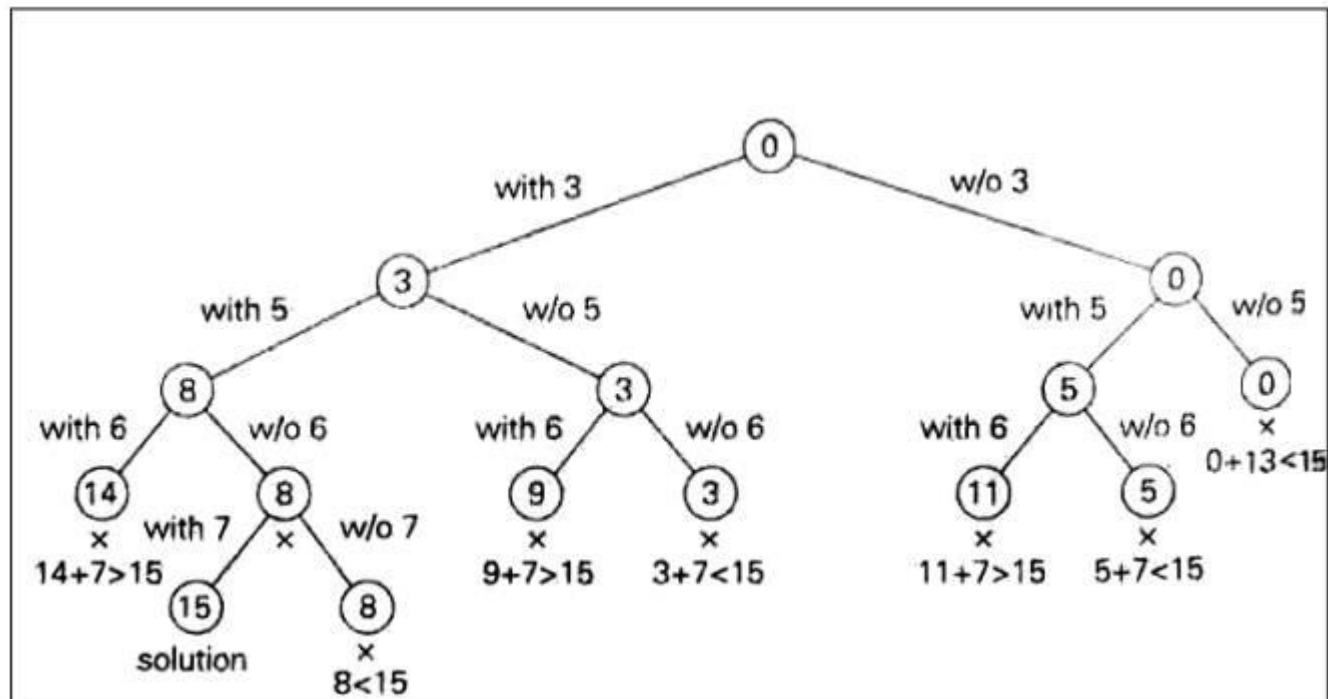 0
with 3
w/o 3
3
0
with 5
w/o 5
with 5
w/o 5
8
3
5
0
with 6
w/o 6
with 6
w/o 6
with 6
w/o 6
×
0+13<15
14
8
9
3
11
5
×
with 7
×
w/o 7
×
×
×
×
14+7>15
9+7>15
3+7<15
11+7>15
5+7<15
15
8
solution
×
8<15